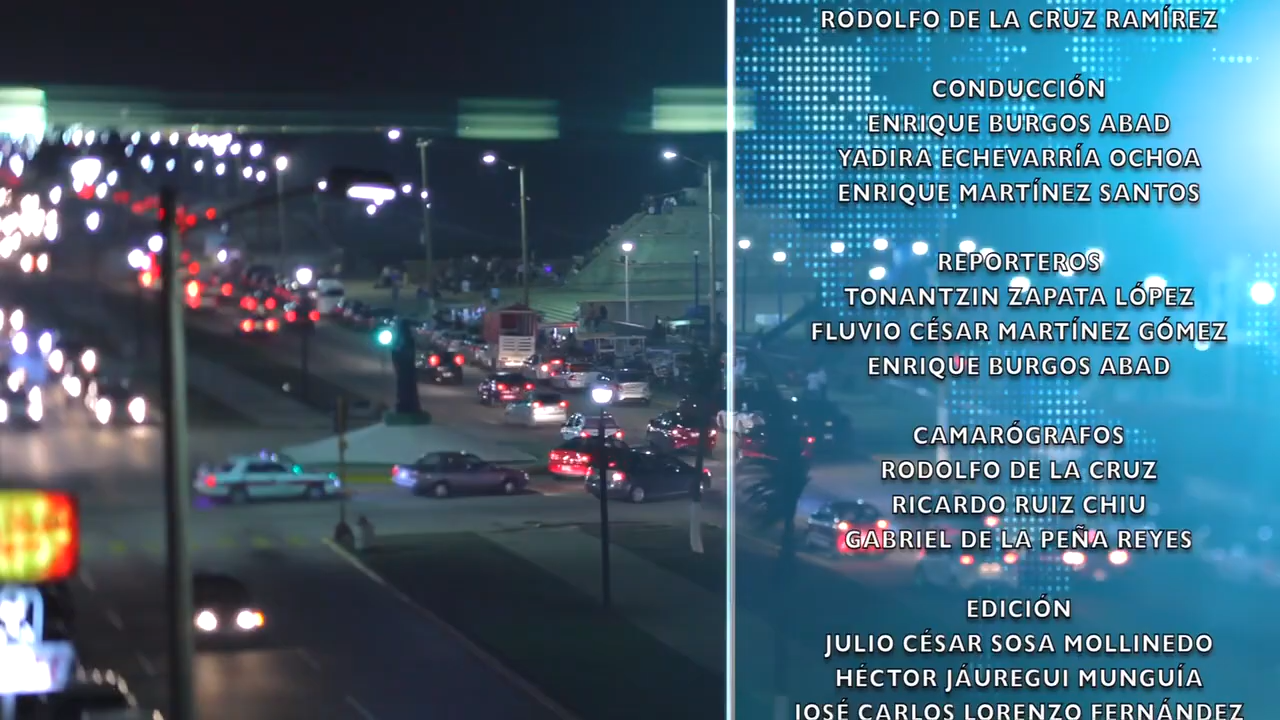 RODOLFO DE LA CRUZ RAMÍREZ
CONDUCCIÓN
ENRIQUE BURGOS ABAD
YADIRA ECHEVARRÍA OCHOA
ENRIQUE MARTÍNEZ SANTOS
REPORTEROS
TONANTZIN ZAPATA LÓPEZ
FLUVIO CÉSAR MARTÍNEZ GÓMEZ
ENRIQUE BURGOS ABAD
CAMARÓGRAFOS
RODOLFO DE LA CRUZ
RICARDO RUIZ CHIU
GABRIEL DE LA PEÑA REYES
EDICIÓN
JULIO CÉSAR SOSA MOLLINEDO
HÉCTOR JÁUREGUI MUNGUÍA
JOSÉ CARLOS LORENZO FERNÁNDEZ